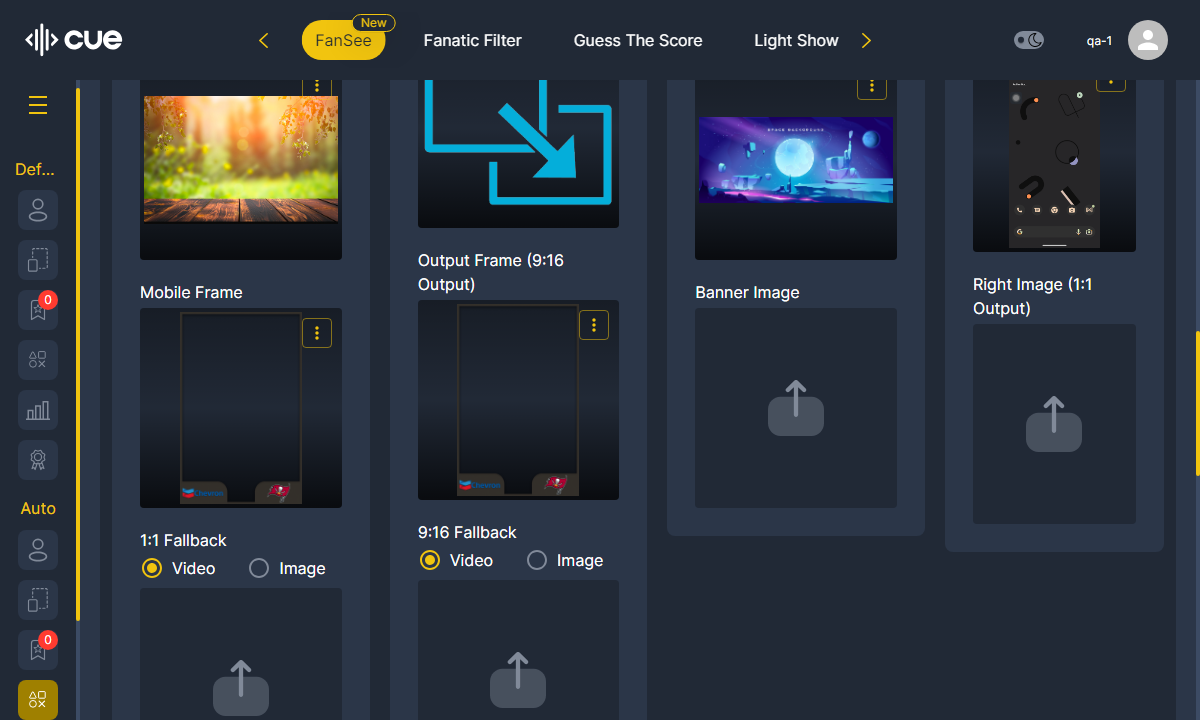 cue
FanSee
New
Fanatic Filter
Guess The Score
Light Show
qa-1
Def...
0
Auto
0
Mobile Frame
1:1 Fallback
Video
Image
Output Frame (9:16
Output)
9:16 Fallback
Video
Image
SPACE BACKGROUND
Banner Image
Right Image (1:1
Output)